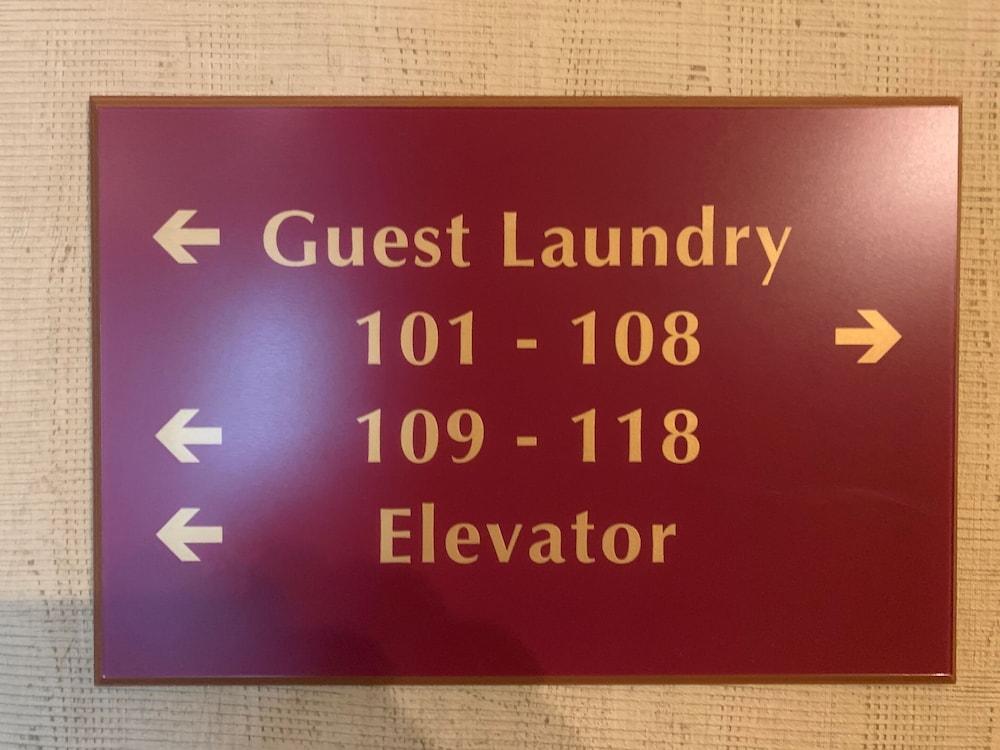 ← Guest Laundry
101 - 108 →
← 109 - 118
← Elevator